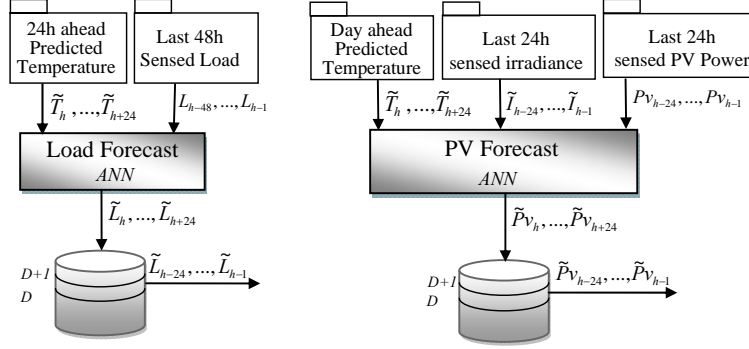 24h ahead
Predicted
Temperature
Last 48h
Sensed Load
T̃h ,...,T̃h+24
Lh−48,...,Lh−1
Load Forecast
ANN
L̃h,...,L̃h+24
D+1
D
L̃h−24,...,L̃h−1
Day ahead
Predicted
Temperature
Last 24h
sensed irradiance
Last 24h
sensed PV Power
T̃h ,...,T̃h+24
Ĩh−24,...,Ĩh−1
Pvh−24,...,Pvh−1
PV Forecast
ANN
P̃vh,...,P̃vh+24
D+1
D
P̃vh−24,...,P̃vh−1